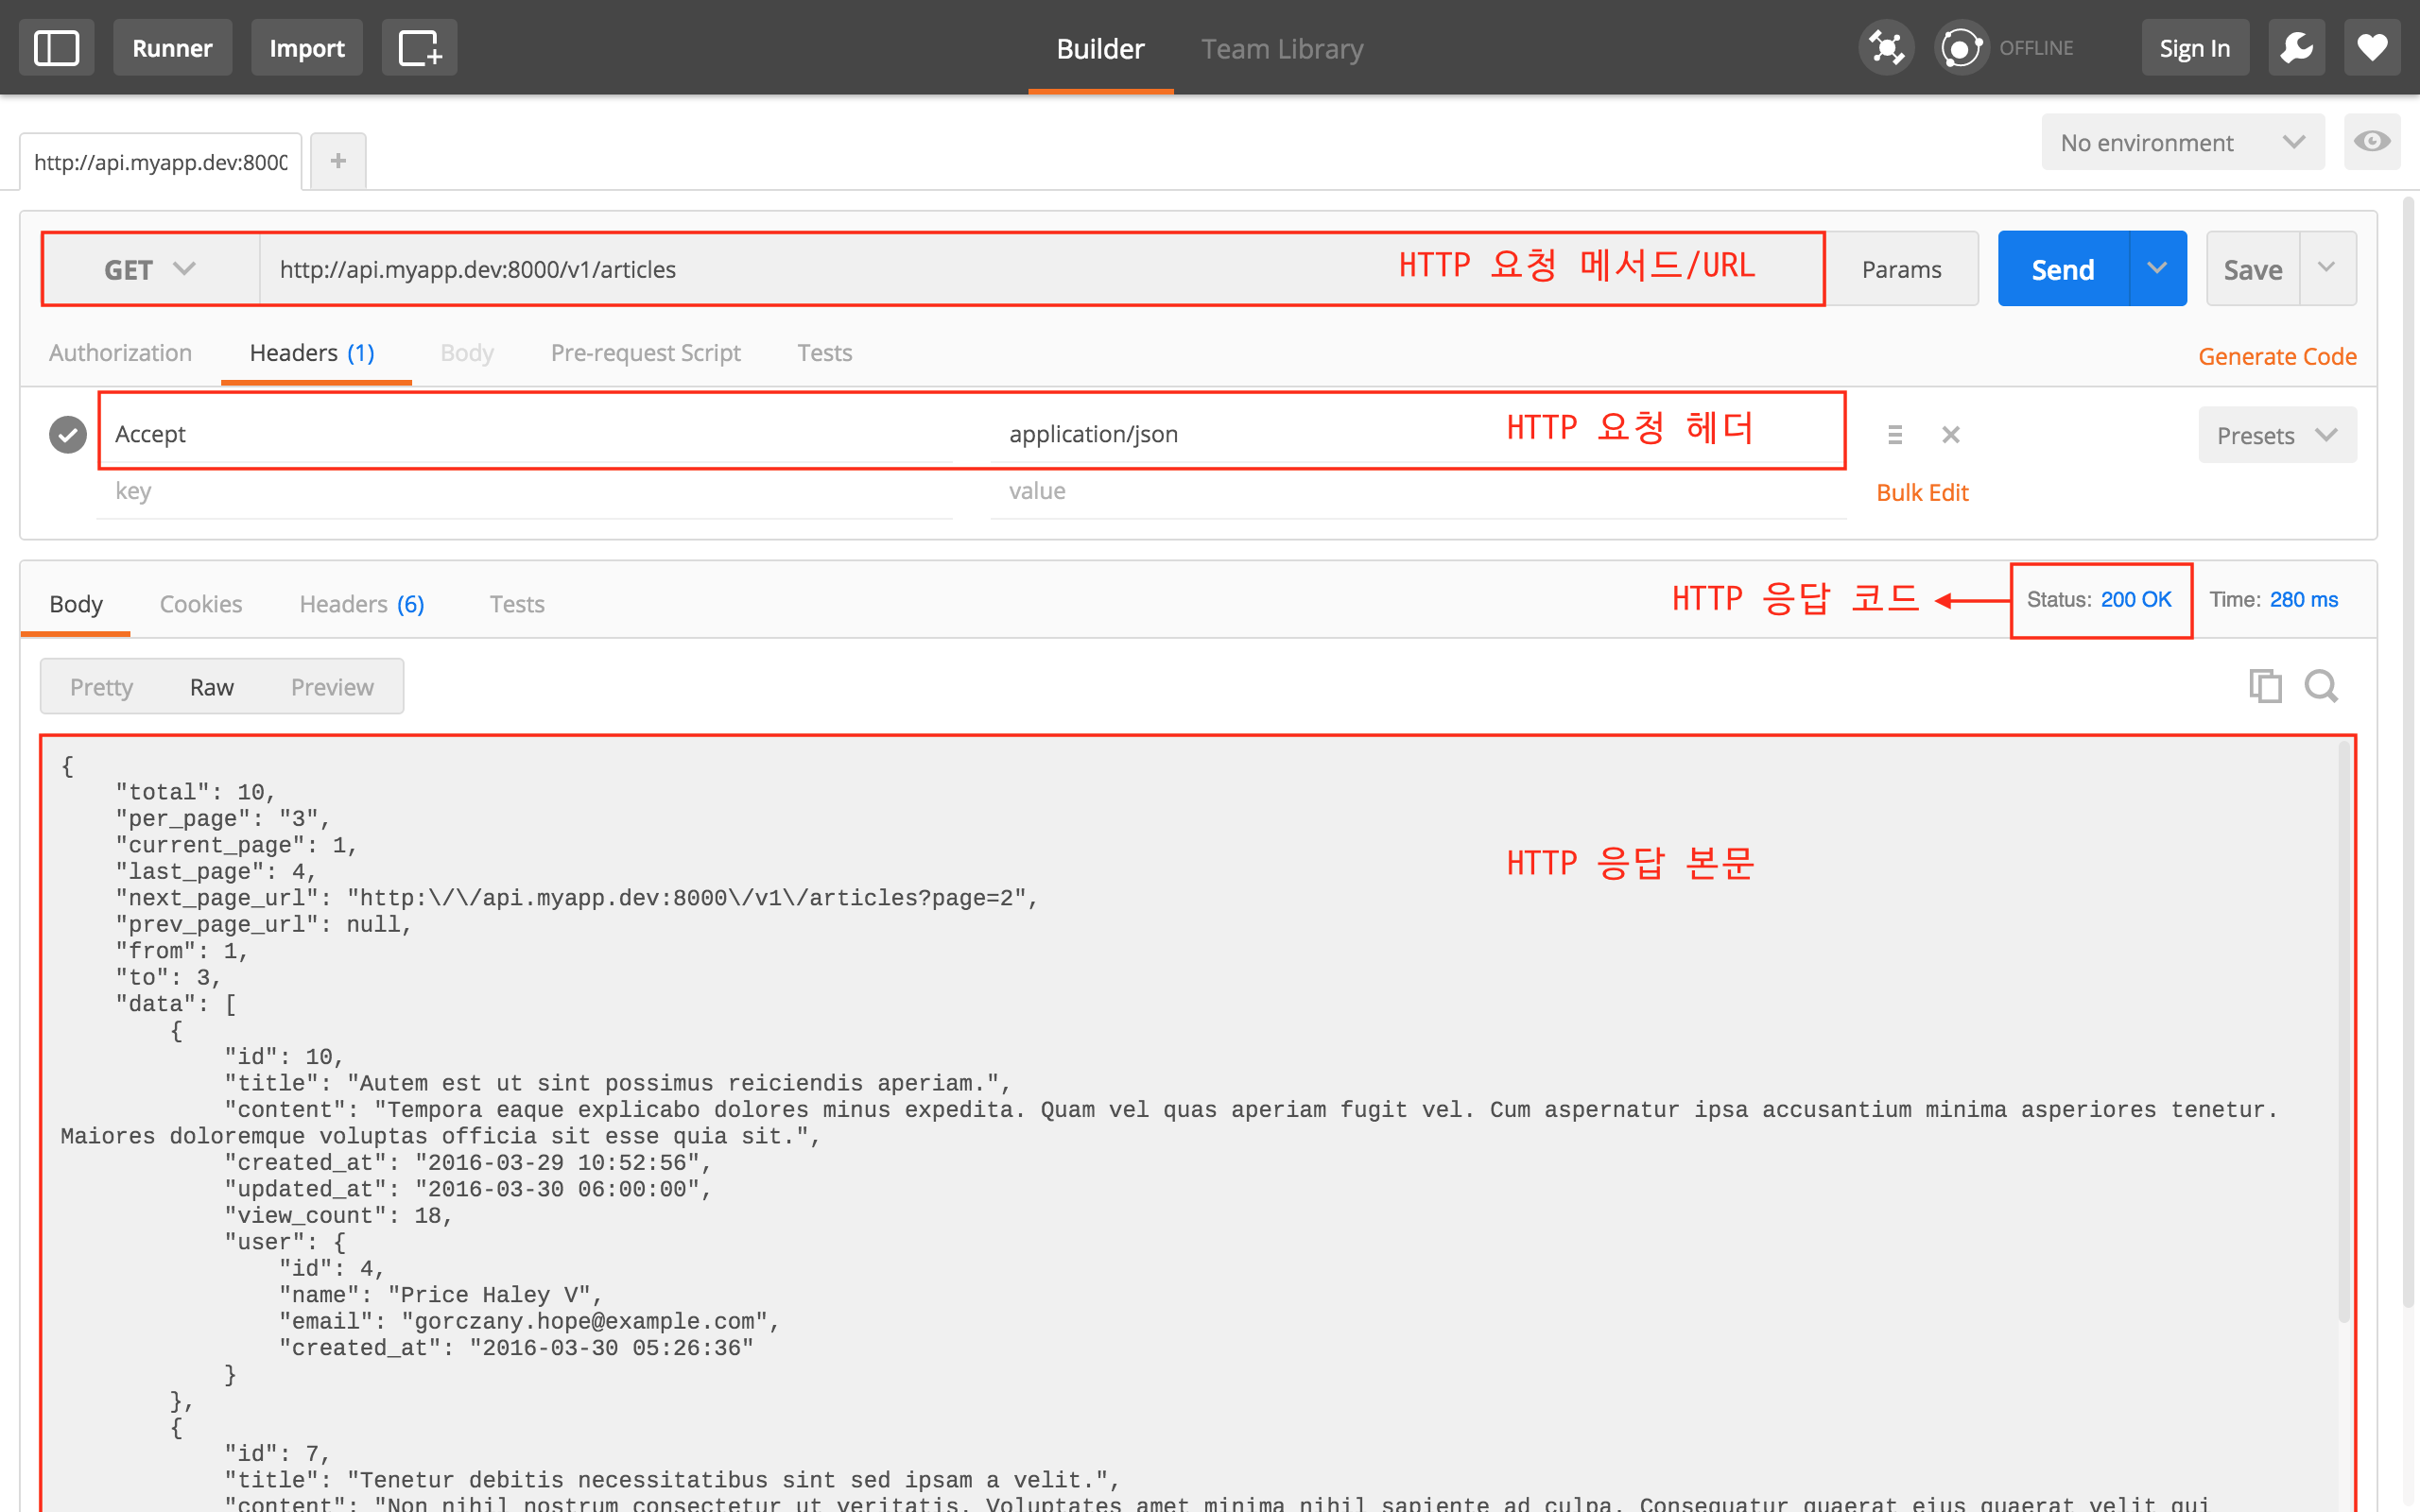 Runner Import Builder Team Library OFFLINE Sign In
http://api.myapp.dev:8000 + No environment
GET http://api.myapp.dev:8000/v1/articles HTTP 요청 메서드/URL Params Send Save
Authorization Headers (1) Body Pre-request Script Tests Generate Code
Accept application/json HTTP 요청 헤더 Presets
key value Bulk Edit
Body Cookies Headers (6) Tests HTTP 응답 코드 Status: 200 OK Time: 280 ms
Pretty Raw Preview
{
"total": 10,
"per_page": "3",
"current_page": 1,
HTTP 응답 본문
"last_page": 4,
"next_page_url": "http:\/\/api.myapp.dev:8000\/v1\/articles?page=2",
"prev_page_url": null,
"from": 1,
"to": 3,
"data": [
{
"id": 10,
"title": "Autem est ut sint possimus reiciendis aperiam.",
"content": "Tempora eaque explicabo dolores minus expedita. Quam vel quas aperiam fugit vel. Cum aspernatur ipsa accusantium minima asperiores tenetur.
Maiores doloremque voluptas officia sit esse quia sit.",
"created_at": "2016-03-29 10:52:56",
"updated_at": "2016-03-30 06:00:00",
"view_count": 18,
"user": {
"id": 4,
"name": "Price Haley V",
"email": "gorczany.hope@example.com",
"created_at": "2016-03-30 05:26:36"
}
},
{
"id": 7,
"title": "Tenetur debitis necessitatibus sint sed ipsam a velit.",
"content": "Non nihil nostrum consectetur ut veritatis. Voluptates amet minima nihil sapiente ad culpa. Consequatur quaerat eius quaerat velit qui